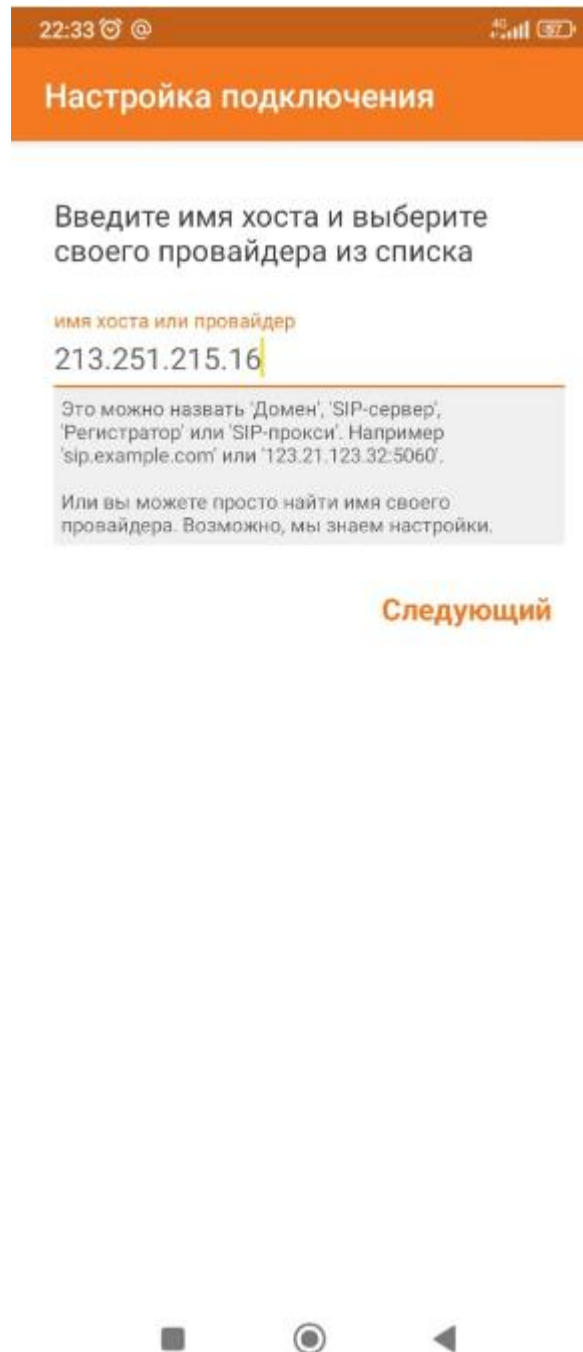 22:33 @ 4G 57
Настройка подключения
Введите имя хоста и выберите
своего провайдера из списка
имя хоста или провайдер
213.251.215.16
Это можно назвать 'Домен', 'SIP-сервер',
'Регистратор' или 'SIP-прокси'. Например
'sip.example.com' или '123.21.123.32:5060'.
Или вы можете просто найти имя своего
провайдера. Возможно, мы знаем настройки.
Следующий